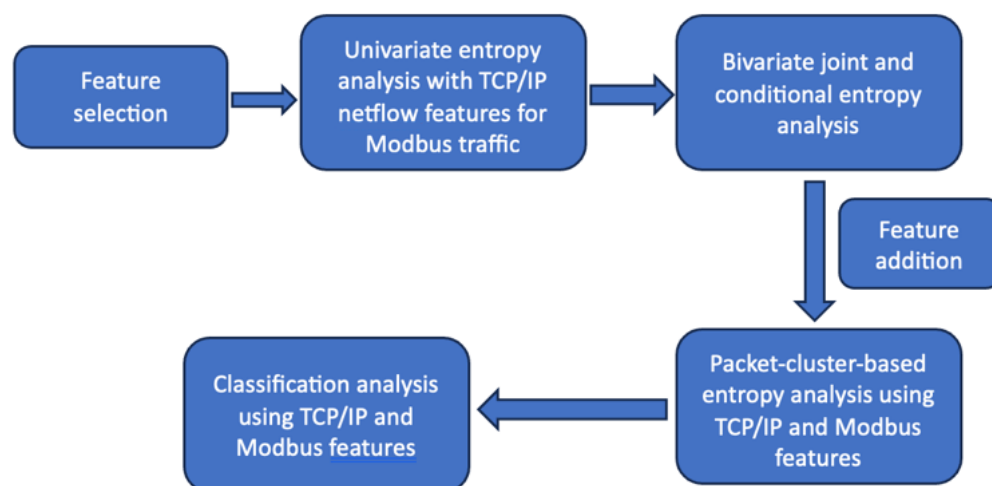 Feature
selection
Univariate entropy
analysis with TCP/IP
netflow features for
Modbus traffic
Bivariate joint and
conditional entropy
analysis
Feature
addition
Packet-cluster-based
entropy analysis using
TCP/IP and Modbus
features
Classification analysis
using TCP/IP and
Modbus features